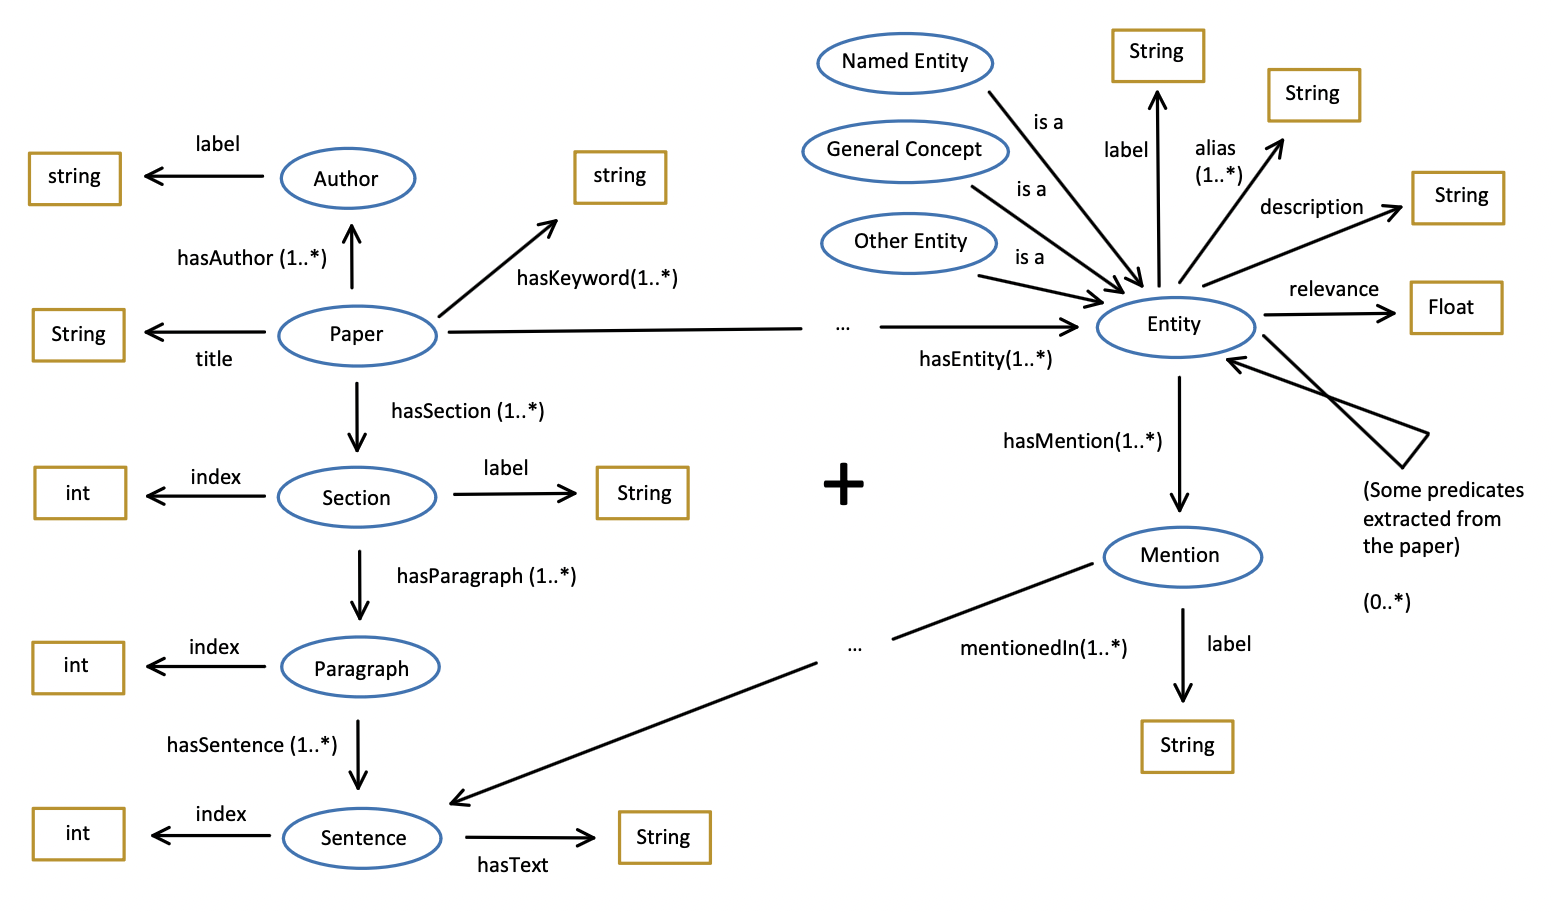 Named Entity
String
is a
String
General Concept
label
alias
(1..*)
label
string
Author
string
is a
String
description
Other Entity
is a
hasAuthor (1..*)
hasKeyword(1..*)
relevance
Float
String
Paper
...
Entity
title
hasEntity(1..*)
hasSection (1..*)
hasMention(1..*)
label
index
int
Section
String
+
(Some predicates
extracted from
the paper)
(0..*)
Mention
hasParagraph (1..*)
index
int
Paragraph
...
mentionedIn(1..*)
label
hasSentence (1..*)
String
index
int
Sentence
String
hasText